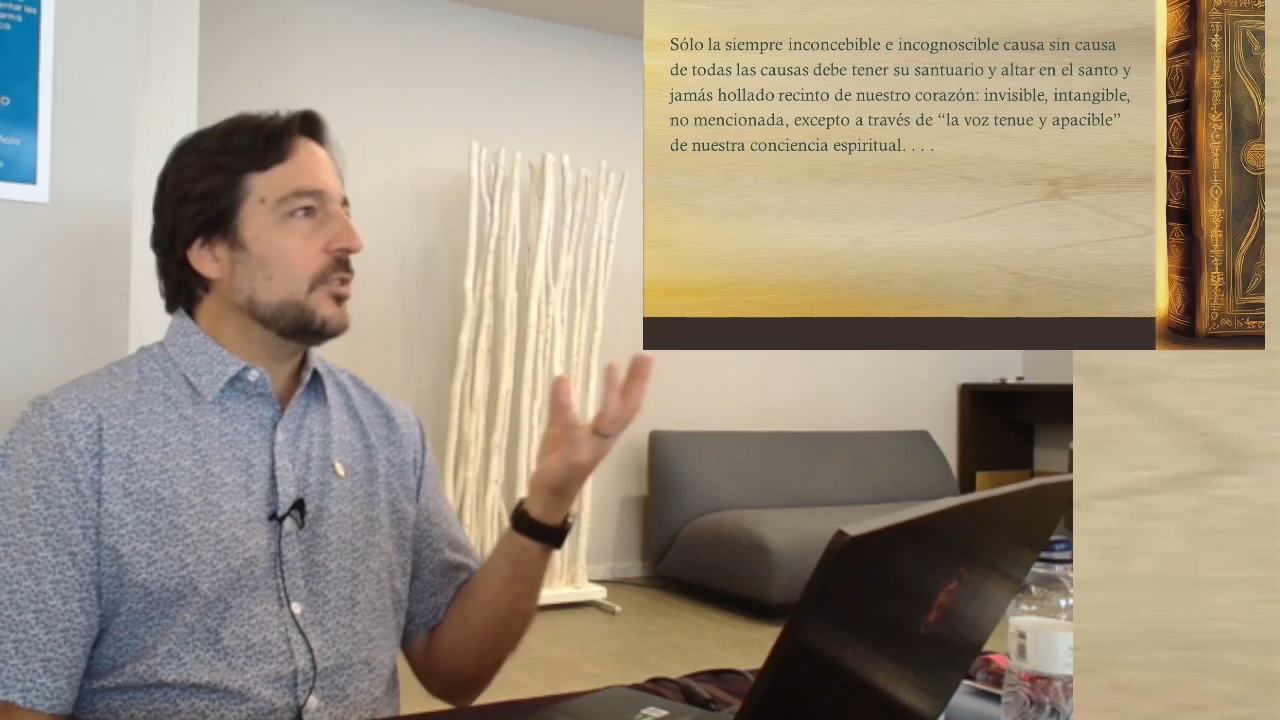 Sólo la siempre inconcebible e incognoscible causa sin causa
de todas las causas debe tener su santuario y altar en el santo y
jamás hollado recinto de nuestro corazón: invisible, intangible,
no mencionada, excepto a través de “la voz tenue y apacible”
de nuestra conciencia espiritual. . . .